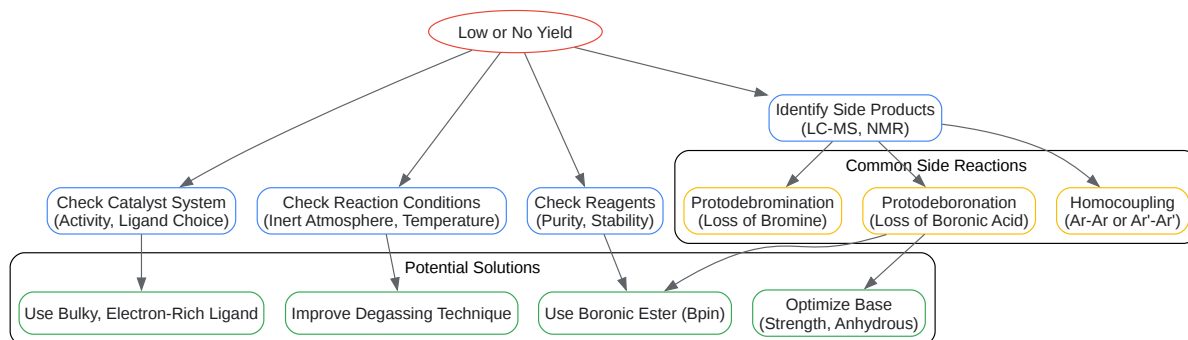 Low or No Yield
Identify Side Products
(LC-MS, NMR)
Common Side Reactions
Check Catalyst System
(Activity, Ligand Choice)
Check Reaction Conditions
(Inert Atmosphere, Temperature)
Check Reagents
(Purity, Stability)
Protodebromination
(Loss of Bromine)
Protodeboronation
(Loss of Boronic Acid)
Homocoupling
(Ar-Ar or Ar'-Ar')
Potential Solutions
Use Bulky, Electron-Rich Ligand
Improve Degassing Technique
Use Boronic Ester (Bpin)
Optimize Base
(Strength, Anhydrous)